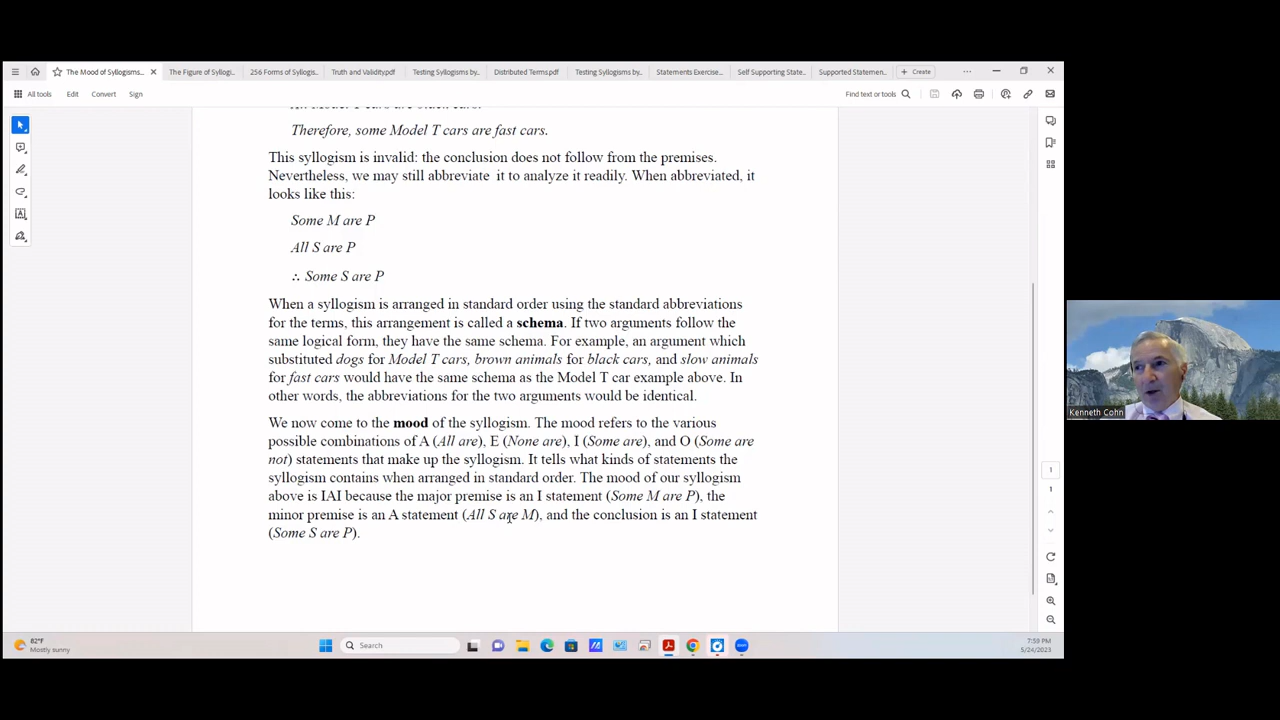 The Mood of Syllogisms...
The Figure of Syllogi...
256 Forms of Syllogis...
Truth and Validity.pdf
Testing Syllogisms by...
Distributed Terms.pdf
Testing Syllogisms by...
Statements Exercise...
Self Supporting State...
Supported Statemen...
+ Create
All tools
Edit
Convert
Sign
Find text or tools
Therefore, some Model T cars are fast cars.
This syllogism is invalid: the conclusion does not follow from the premises.
Nevertheless, we may still abbreviate it to analyze it readily. When abbreviated, it
looks like this:
Some M are P
All S are P
∴ Some S are P
When a syllogism is arranged in standard order using the standard abbreviations
for the terms, this arrangement is called a schema. If two arguments follow the
same logical form, they have the same schema. For example, an argument which
substituted dogs for Model T cars, brown animals for black cars, and slow animals
for fast cars would have the same schema as the Model T car example above. In
other words, the abbreviations for the two arguments would be identical.
We now come to the mood of the syllogism. The mood refers to the various
possible combinations of A (All are), E (None are), I (Some are), and O (Some are
not) statements that make up the syllogism. It tells what kinds of statements the
syllogism contains when arranged in standard order. The mood of our syllogism
above is IAI because the major premise is an I statement (Some M are P), the
minor premise is an A statement (All S are M), and the conclusion is an I statement
(Some S are P).
Kenneth Cohn
1
1
82°F
Mostly sunny
Search
7:59 PM
5/24/2023